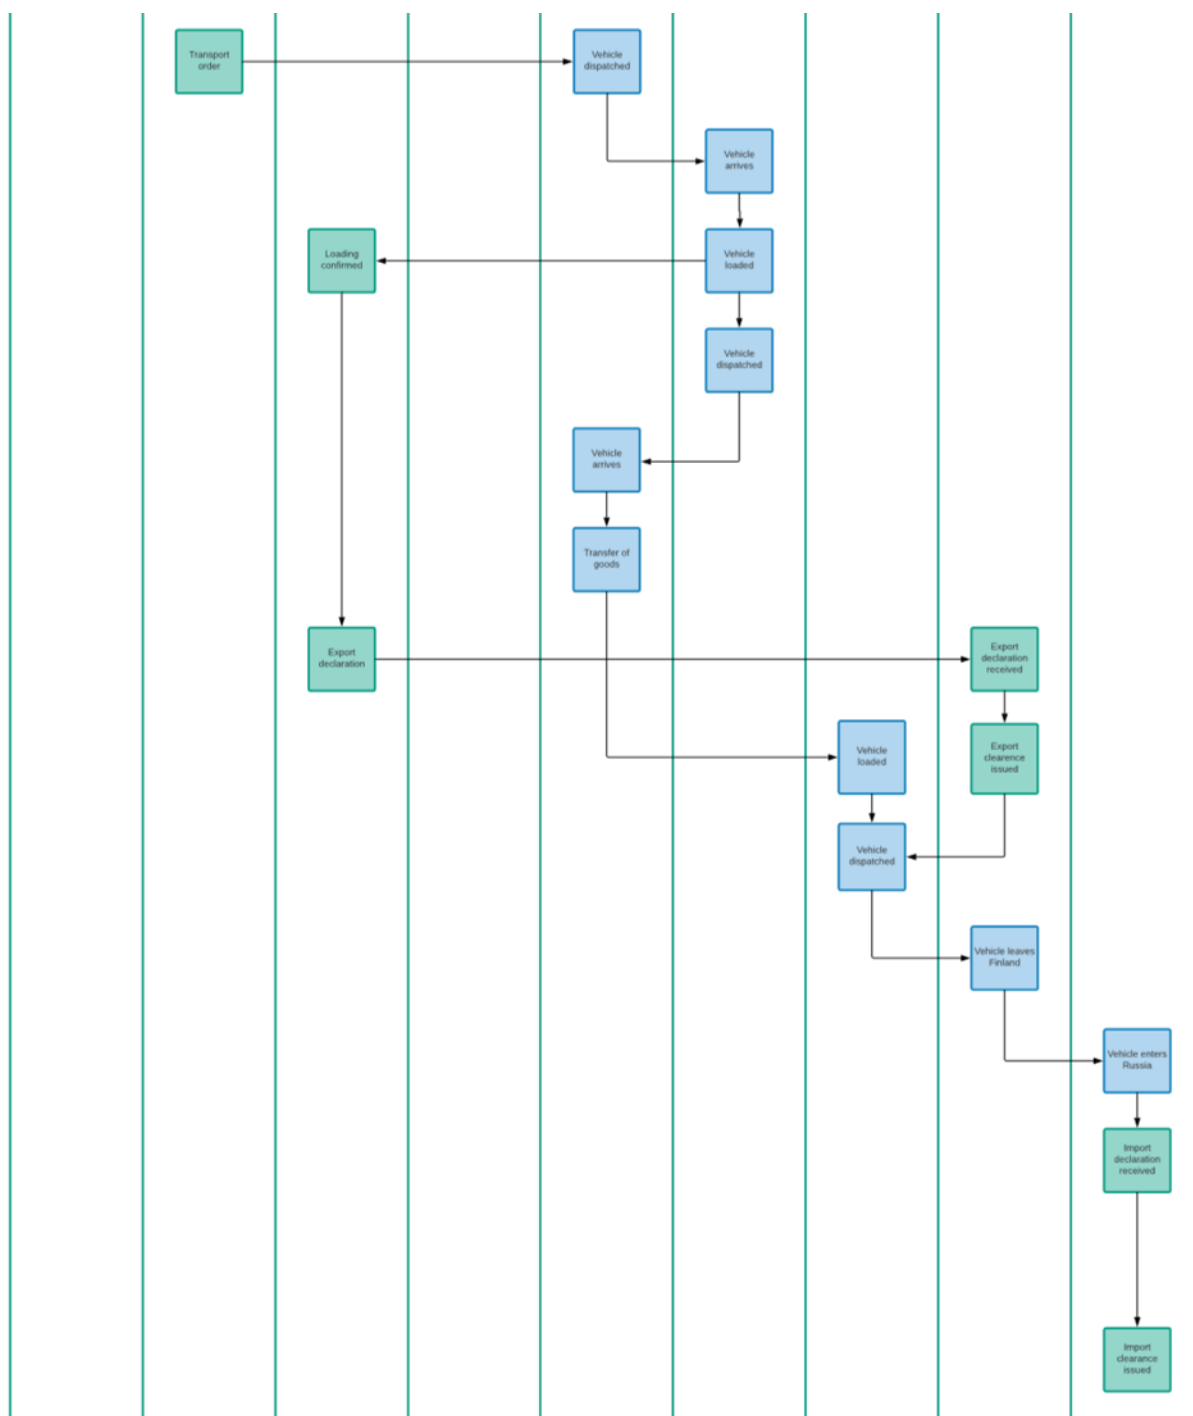 Transport
order
Vehicle
dispatched
Vehicle
arrives
Loading
confirmed
Vehicle
loaded
Vehicle
dispatched
Vehicle
arrives
Transfer of
goods
Export
declaration
Export
declaration
received
Vehicle
loaded
Export
clearence
issued
Vehicle
dispatched
Vehicle leaves
Finland
Vehicle enters
Russia
Import
declaration
received
Import
clearance
issued